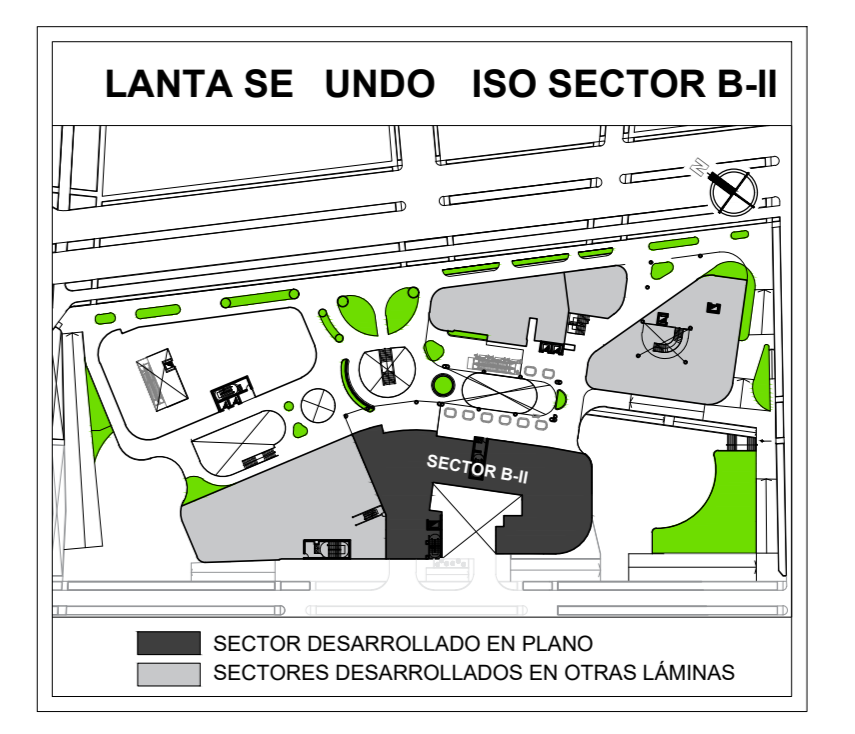 LANTA SE UNDO ISO SECTOR B-II
N
SECTOR B-II
SECTOR DESARROLLADO EN PLANO
SECTORES DESARROLLADOS EN OTRAS LÁMINAS